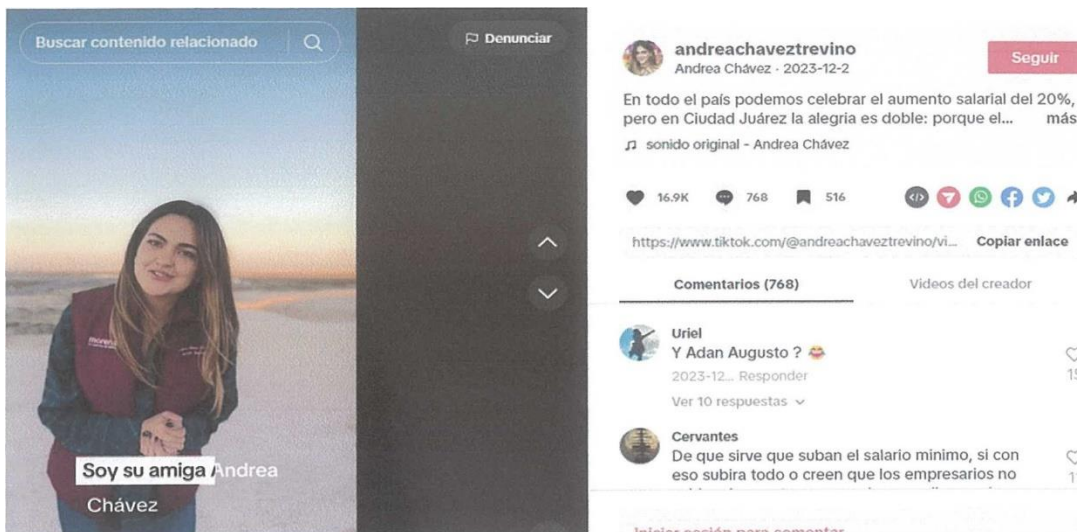 Buscar contenido relacionado
Denunciar
morena
Soy su amiga Andrea
Chávez
andreachaveztrevino
Andrea Chávez · 2023-12-2
Seguir
En todo el país podemos celebrar el aumento salarial del 20%,
pero en Ciudad Juárez la alegria es doble: porque el... más
sonido original - Andrea Chávez
16.9K 768 516
https://www.tiktok.com/@andreachaveztrevino/vi... Copiar enlace
Comentarios (768) Videos del creador
Uriel
Y Adan Augusto ? 😂
2023-12... Responder
Ver 10 respuestas
Cervantes
De que sirve que suban el salario minimo, si con
eso subira todo o creen que los empresarios no
Iniciar sesión para comentar